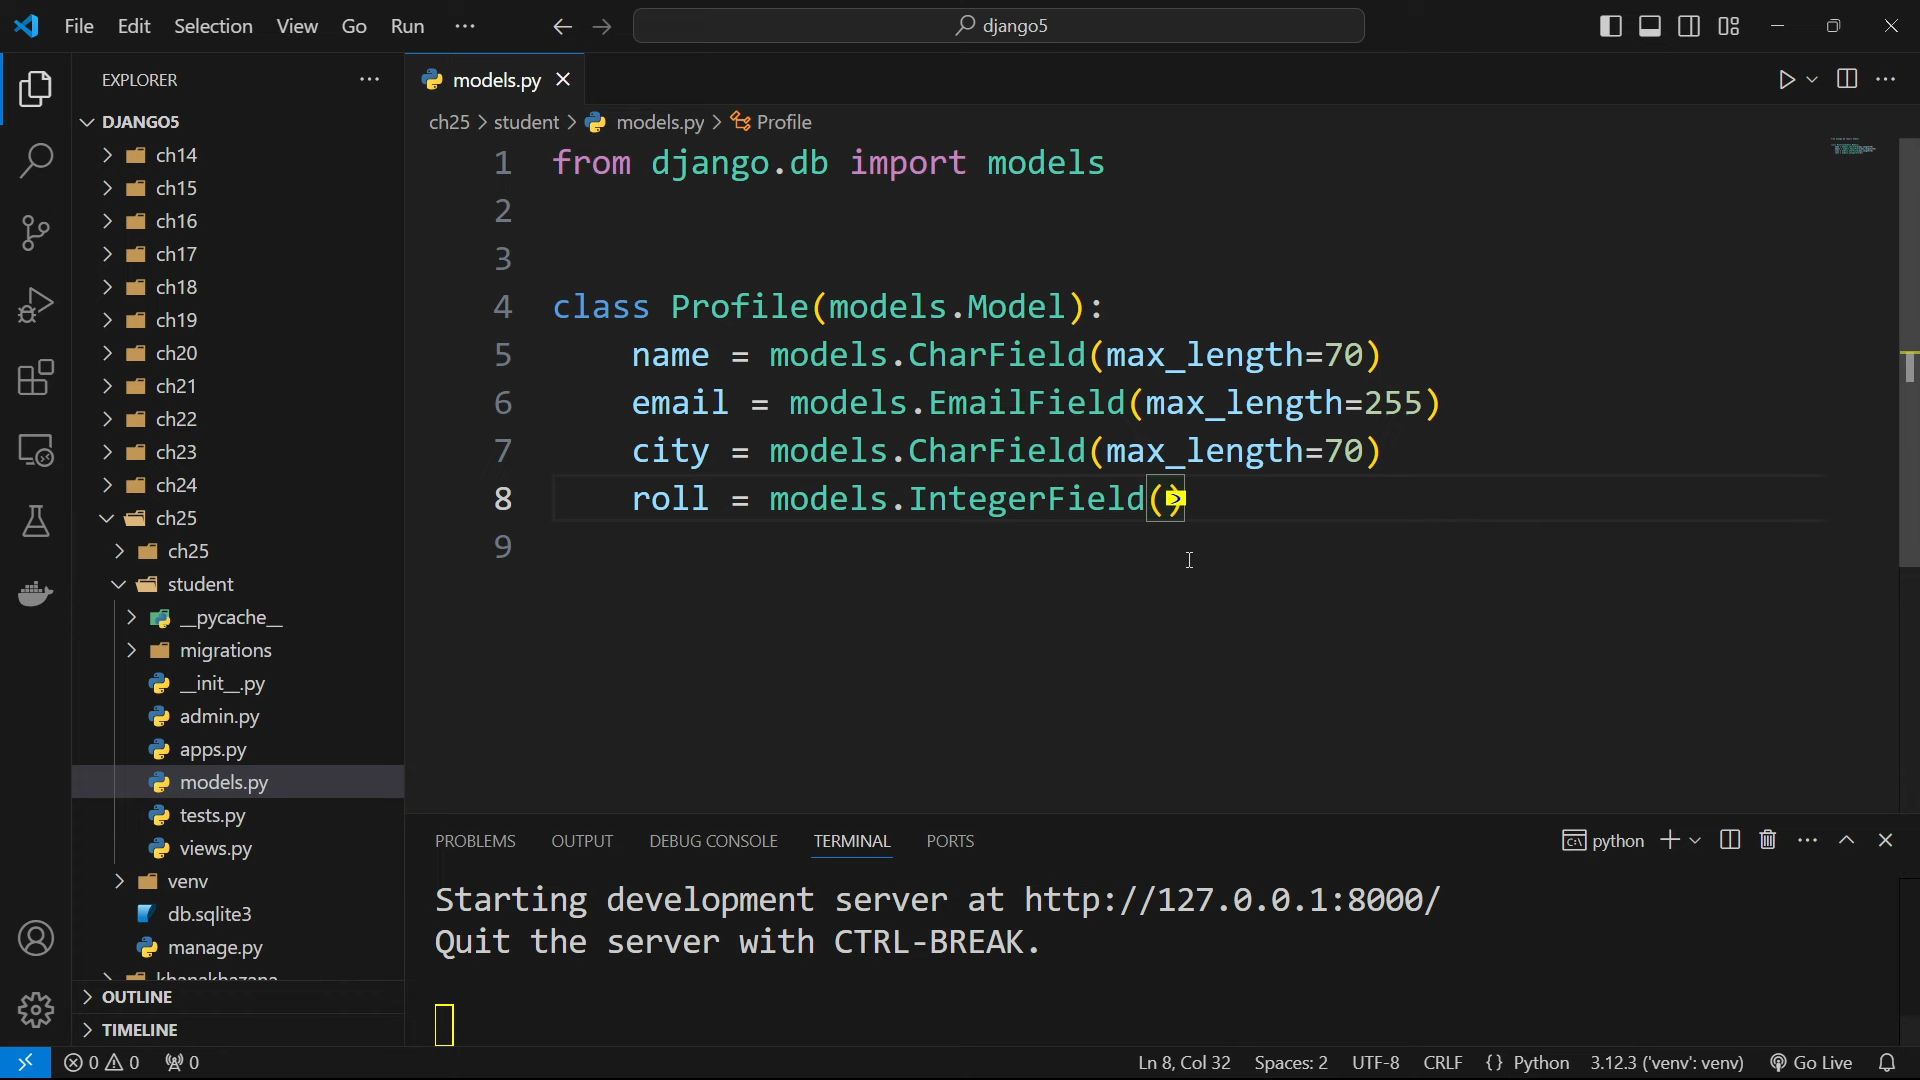 File Edit Selection View Go Run ··· django5
EXPLORER ···
models.py
DJANGO5
ch14
ch15
ch16
ch17
ch18
ch19
ch20
ch21
ch22
ch23
ch24
ch25
ch25
student
__pycache__
migrations
__init__.py
admin.py
apps.py
models.py
tests.py
views.py
venv
db.sqlite3
manage.py
khanakhazana
OUTLINE
TIMELINE
ch25 > student > models.py > Profile
1 from django.db import models
2
3
4 class Profile(models.Model):
5 name = models.CharField(max_length=70)
6 email = models.EmailField(max_length=255)
7 city = models.CharField(max_length=70)
8 roll = models.IntegerField()
9
PROBLEMS OUTPUT DEBUG CONSOLE TERMINAL PORTS python
Starting development server at http://127.0.0.1:8000/
Quit the server with CTRL-BREAK.
0 0 0 Ln 8, Col 32 Spaces: 2 UTF-8 CRLF {} Python 3.12.3 ('venv': venv) Go Live